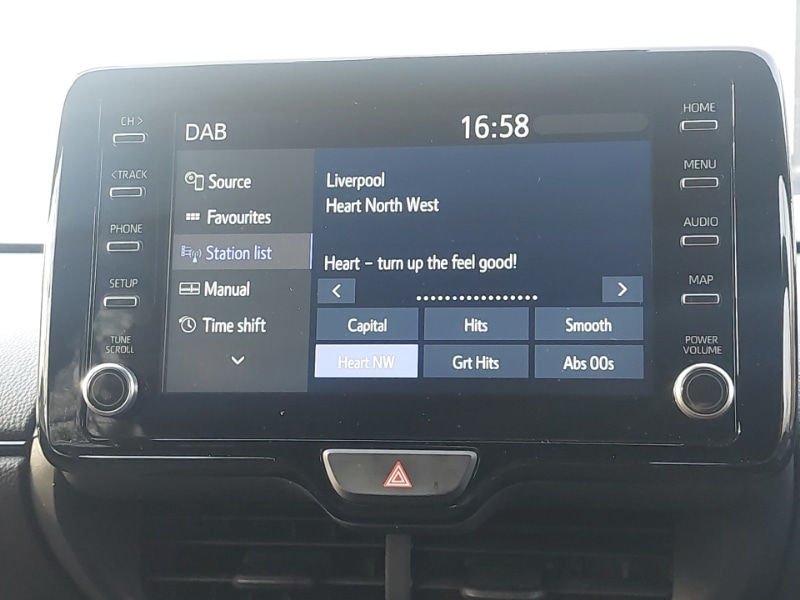 DAB
16:58
CH >
< TRACK
PHONE
SETUP
TUNE
SCROLL
Source
Favourites
Station list
Manual
Time shift
Liverpool
Heart North West
Heart – turn up the feel good!
< >
Capital Hits Smooth
Heart NW Grt Hits Abs 00s
HOME
MENU
AUDIO
MAP
POWER
VOLUME